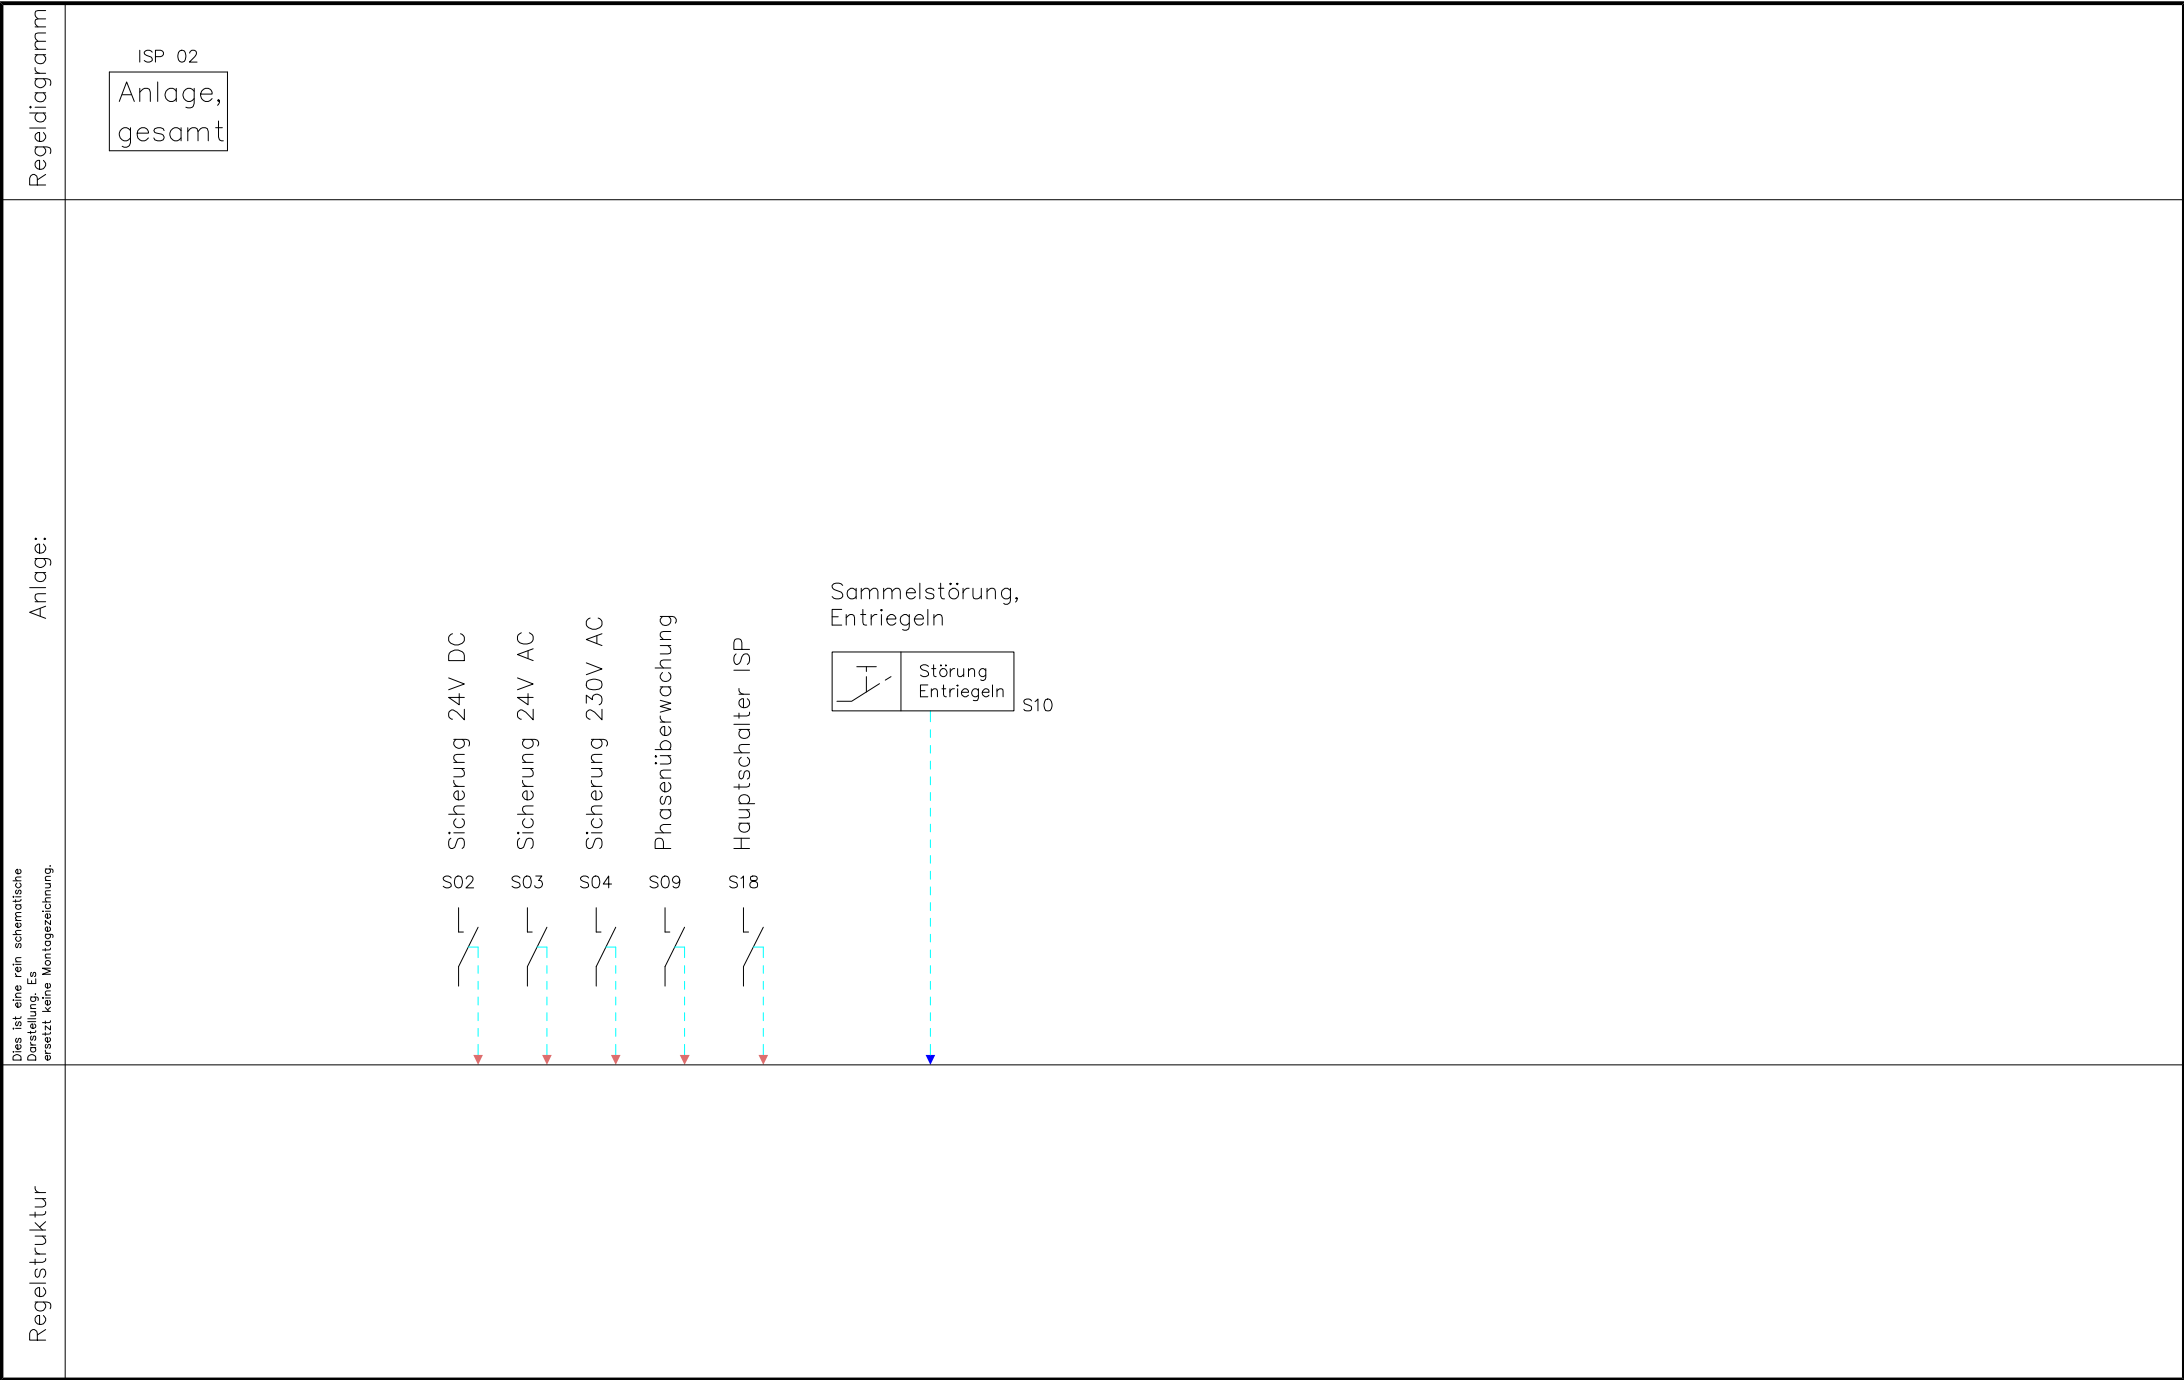 Regeldiagramm
ISP 02
Anlage,
gesamt
Anlage:
Dies ist eine rein schematische
Darstellung. Es
ersetzt keine Montagezeichnung.
Sicherung 24V DC
Sicherung 24V AC
Sicherung 230V AC
Phasenüberwachung
Hauptschalter ISP
S02
S03
S04
S09
S18
Sammelstörung,
Entriegeln
Störung
Entriegeln
S10
Regelstruktur